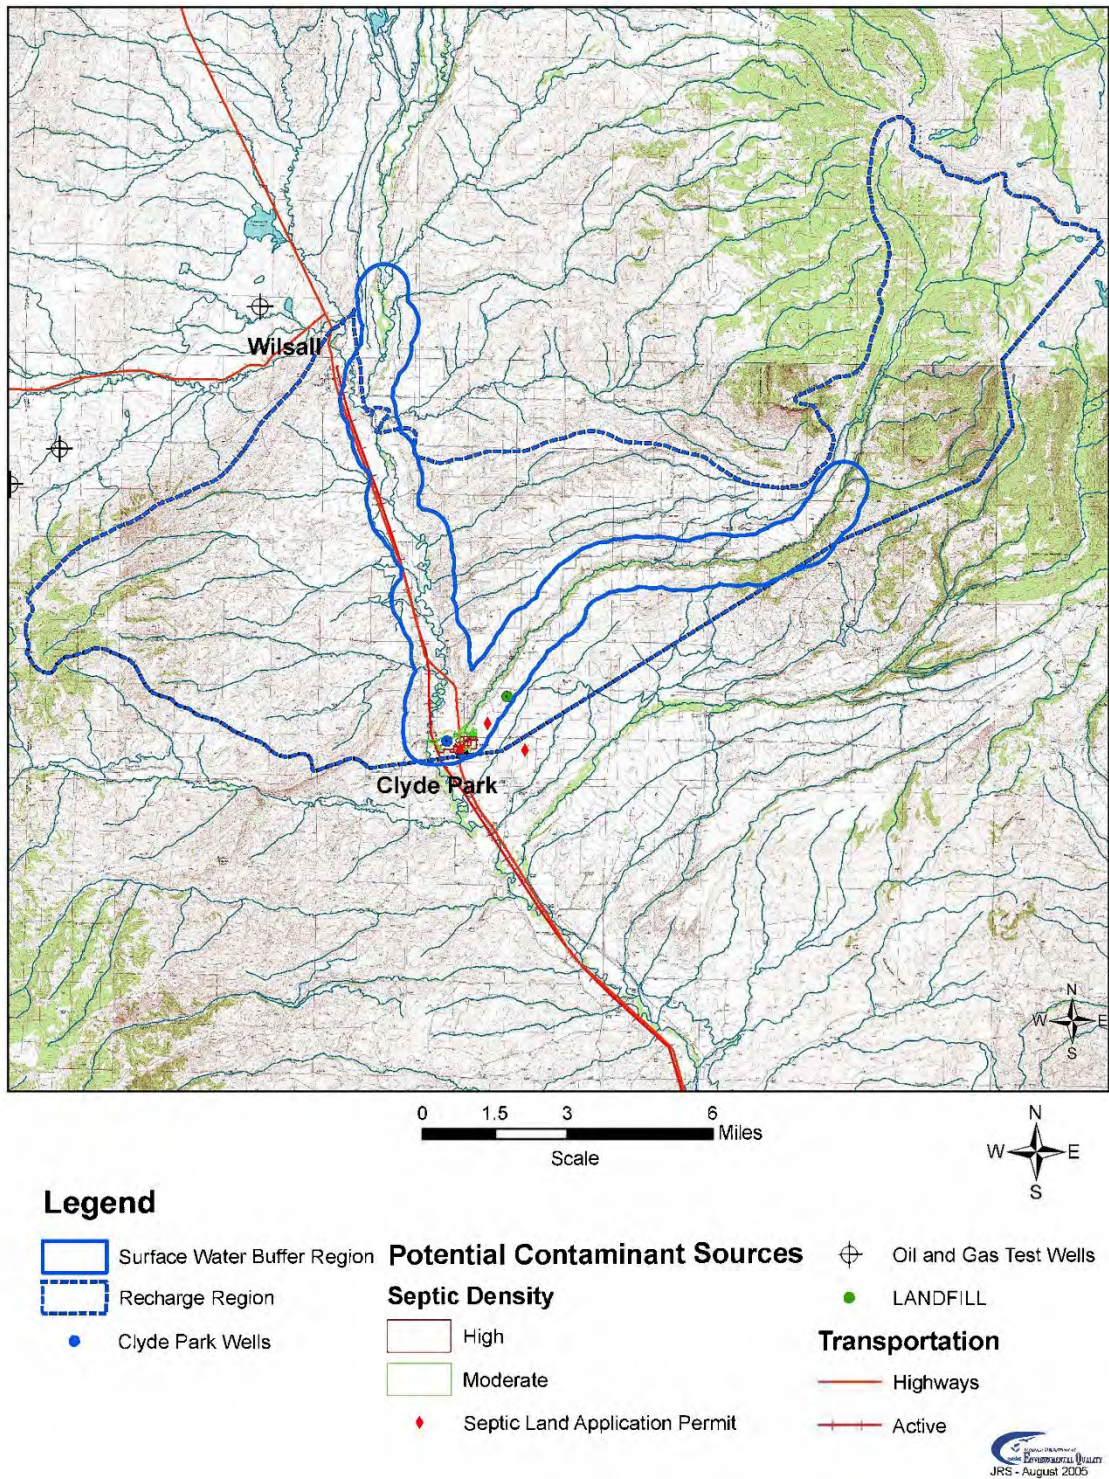 Wilsall
Clyde Park
N
W E
S
0 1.5 3 6
Miles
Scale
N
W E
S
Legend
Surface Water Buffer Region
Recharge Region
Clyde Park Wells
Potential Contaminant Sources
Septic Density
High
Moderate
Septic Land Application Permit
Oil and Gas Test Wells
LANDFILL
Transportation
Highways
Active
ENVIRONMENTAL QUALITY
JRS - August 2005